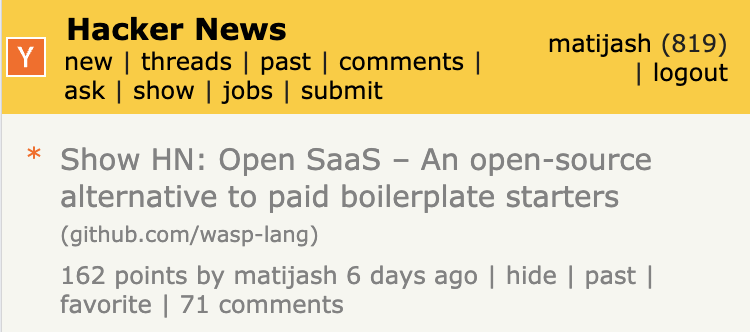 Y
Hacker News
new | threads | past | comments |
ask | show | jobs | submit
matijash (819)
| logout
* Show HN: Open SaaS – An open-source
alternative to paid boilerplate starters
(github.com/wasp-lang)
162 points by matijash 6 days ago | hide | past |
favorite | 71 comments